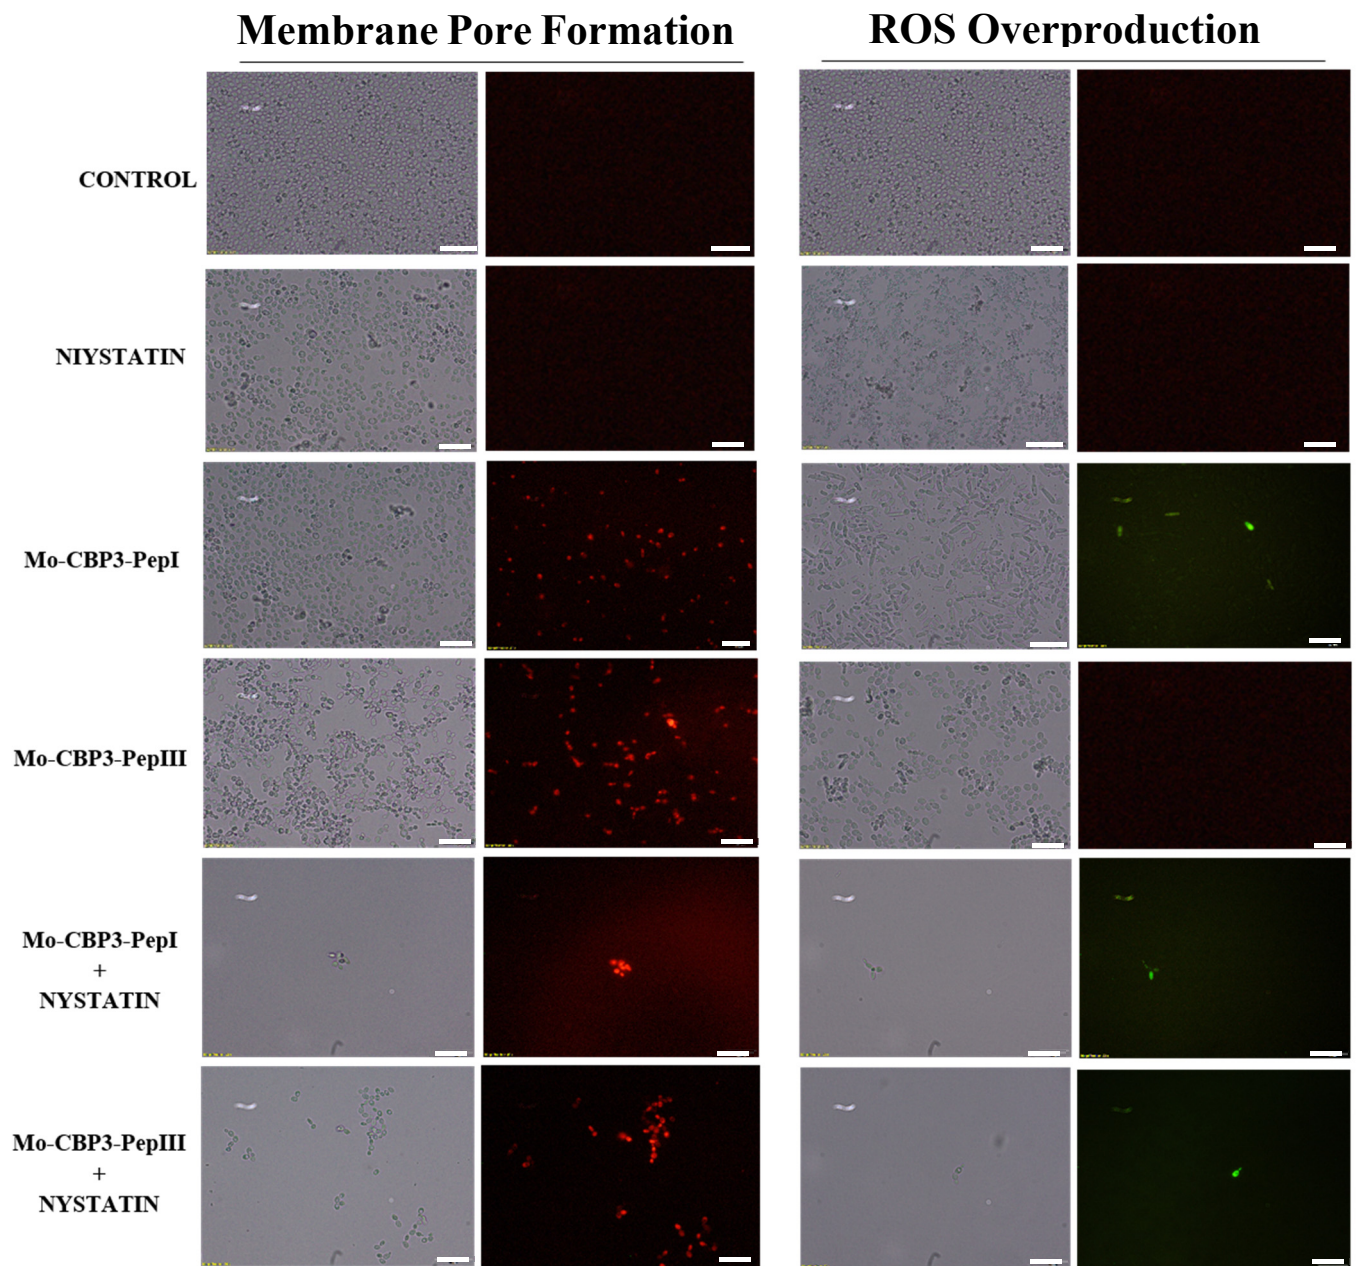 Membrane Pore Formation
ROS Overproduction
CONTROL
NIYSTATIN
Mo-CBP3-PepI
Mo-CBP3-PepIII
Mo-CBP3-PepI
+
NYSTATIN
Mo-CBP3-PepIII
+
NYSTATIN